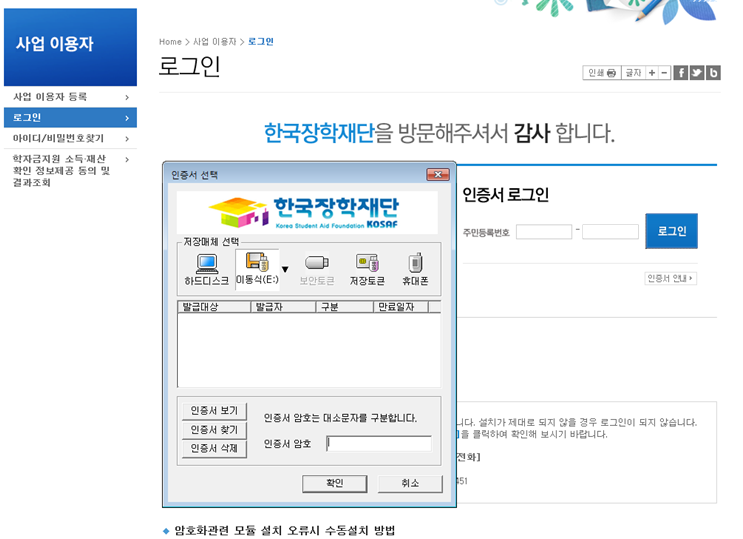 사업 이용자
사업 이용자 등록
로그인
아이디/비밀번호찾기
학자금지원 소득·재산
확인 정보제공 동의 및
결과조회
Home > 사업 이용자 > 로그인
로그인
인쇄 글자 + −
한국장학재단을 방문해주셔서 감사 합니다.
인증서 선택
한국장학재단
Korea Student Aid Foundation KOSAF
저장매체 선택
하드디스크 이동식(E:) 보안토큰 저장토큰 휴대폰
발급대상 발급자 구분 만료일자
인증서 보기
인증서 찾기
인증서 삭제
인증서 암호는 대소문자를 구분합니다.
인증서 암호
확인 취소
인증서 로그인
주민등록번호 - 로그인
인증서 안내
니다. 설치가 제대로 되지 않을 경우 로그인이 되지 않습니다.
]을 클릭하여 확인해 보시기 바랍니다.
전화]
451
암호화관련 모듈 설치 오류시 수동설치 방법